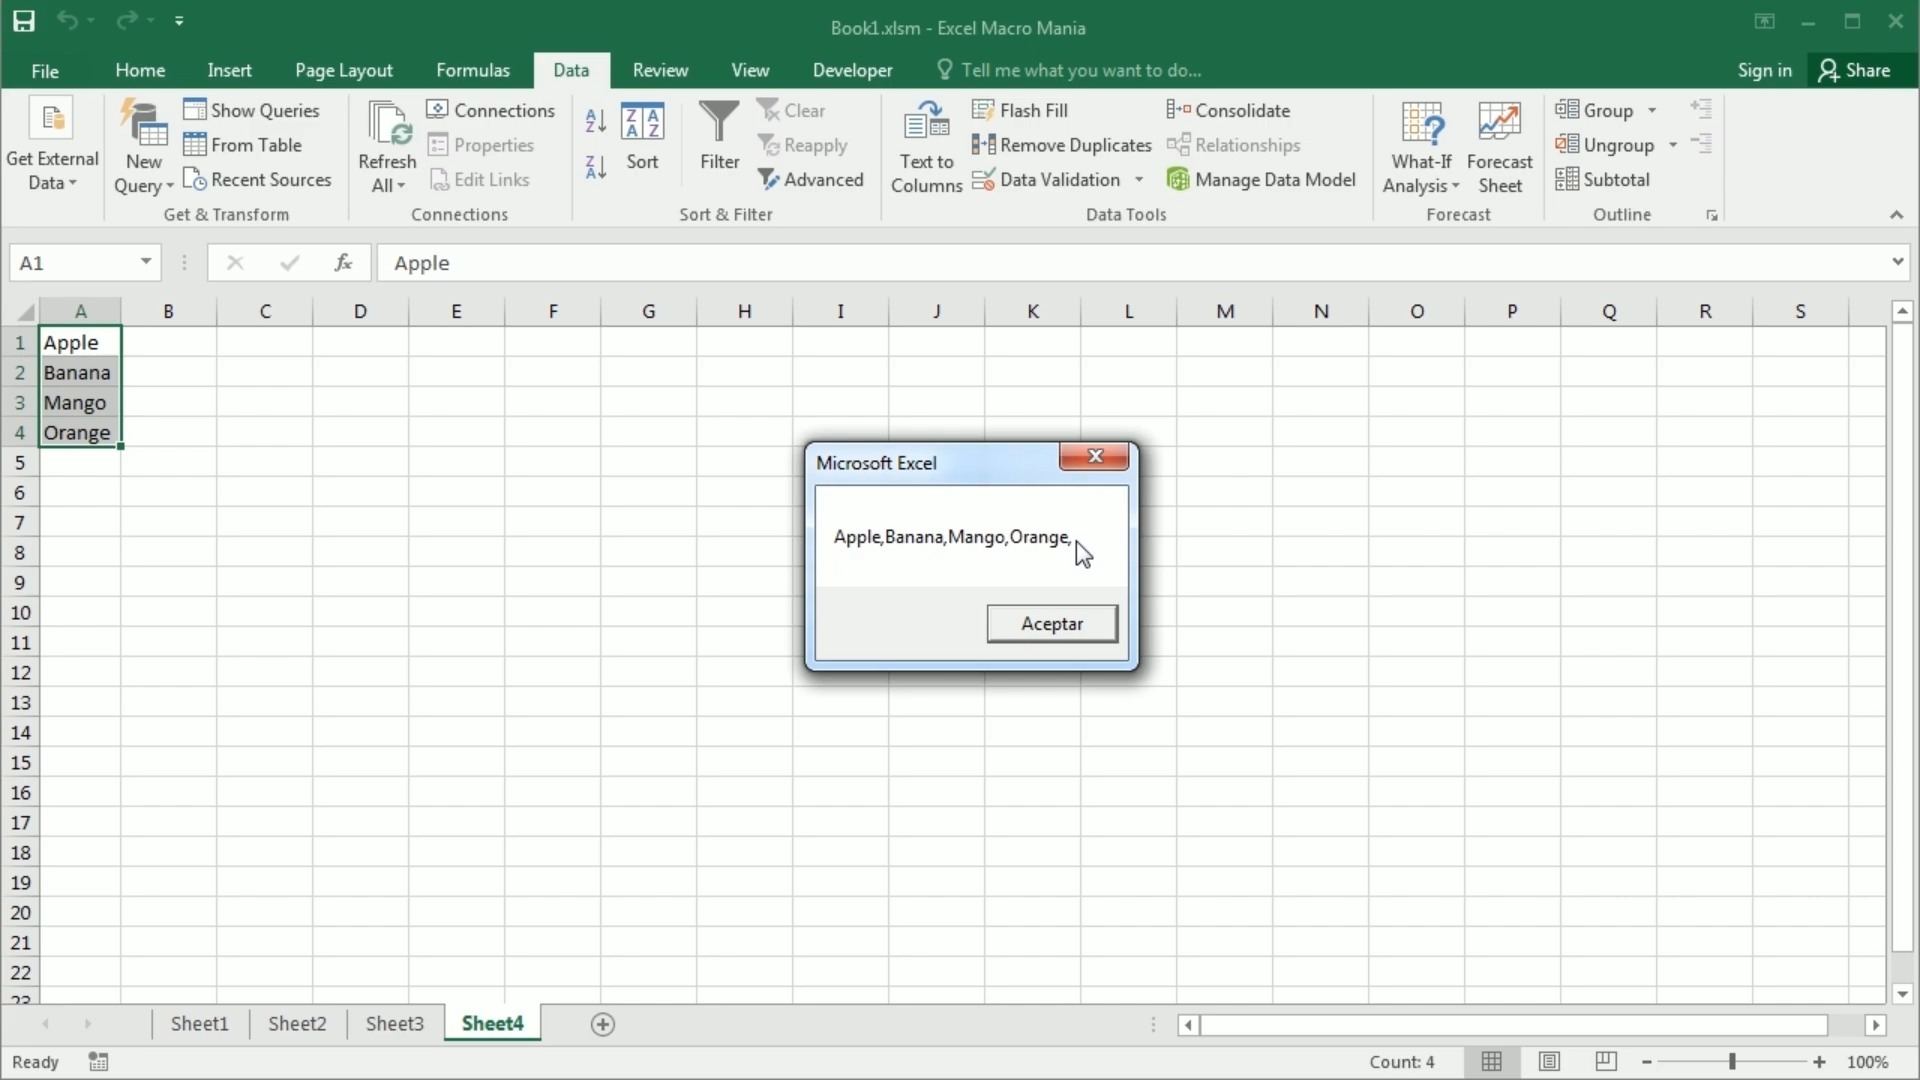 Book1.xlsm - Excel Macro Mania
File Home Insert Page Layout Formulas Data Review View Developer Tell me what you want to do... Sign in Share
Get External Data
New Query
Show Queries
From Table
Recent Sources
Get & Transform
Refresh All
Connections
Properties
Edit Links
Connections
Sort
Filter
Clear
Reapply
Advanced
Sort & Filter
Text to Columns
Flash Fill
Remove Duplicates
Data Validation
Consolidate
Relationships
Manage Data Model
Data Tools
What-If Analysis
Forecast Sheet
Forecast
Group
Ungroup
Subtotal
Outline
A1 fx Apple
A B C D E F G H I J K L M N O P Q R S
1 Apple
2 Banana
3 Mango
4 Orange
5
6
7
8
9
10
11
12
13
14
15
16
17
18
19
20
21
22
23
Microsoft Excel
Apple,Banana,Mango,Orange,
Aceptar
Sheet1 Sheet2 Sheet3 Sheet4
Ready Count: 4 100%